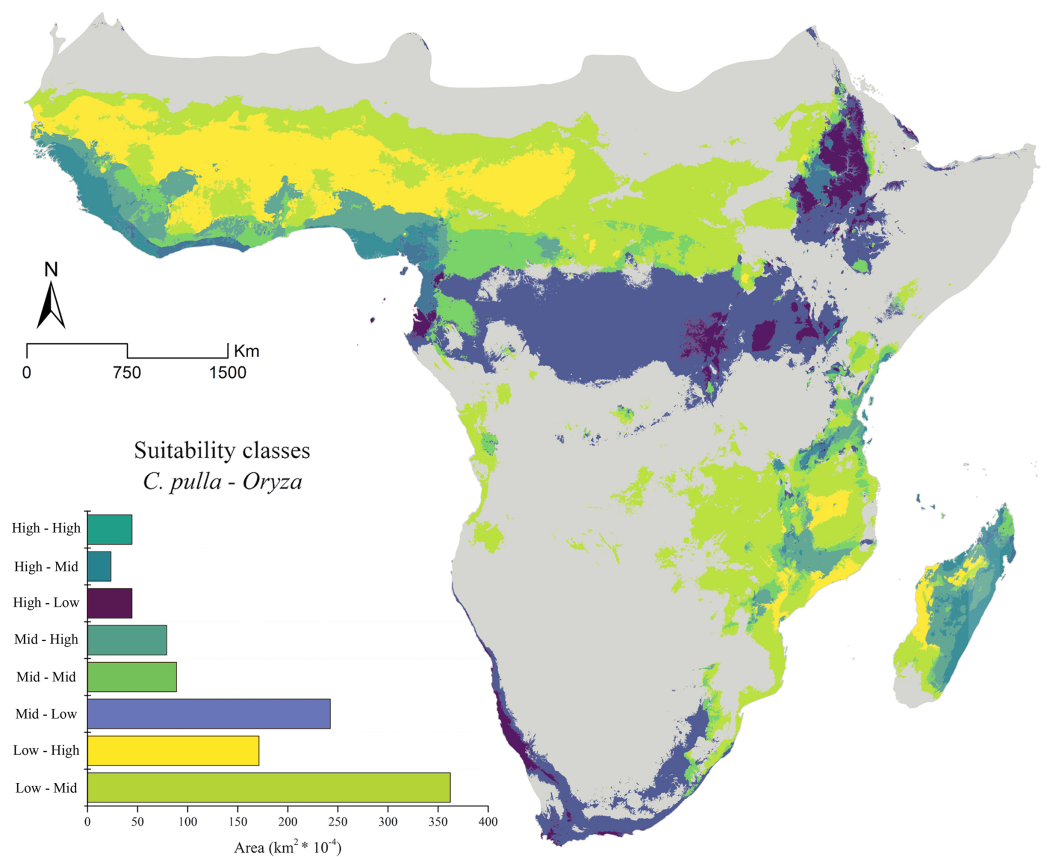 N
Km
0 750 1500
Suitability classes
C. pulla - Oryza
High - High
High - Mid
High - Low
Mid - High
Mid - Mid
Mid - Low
Low - High
Low - Mid
0 50 100 150 200 250 300 350 400
Area (km² * 10⁻⁴)